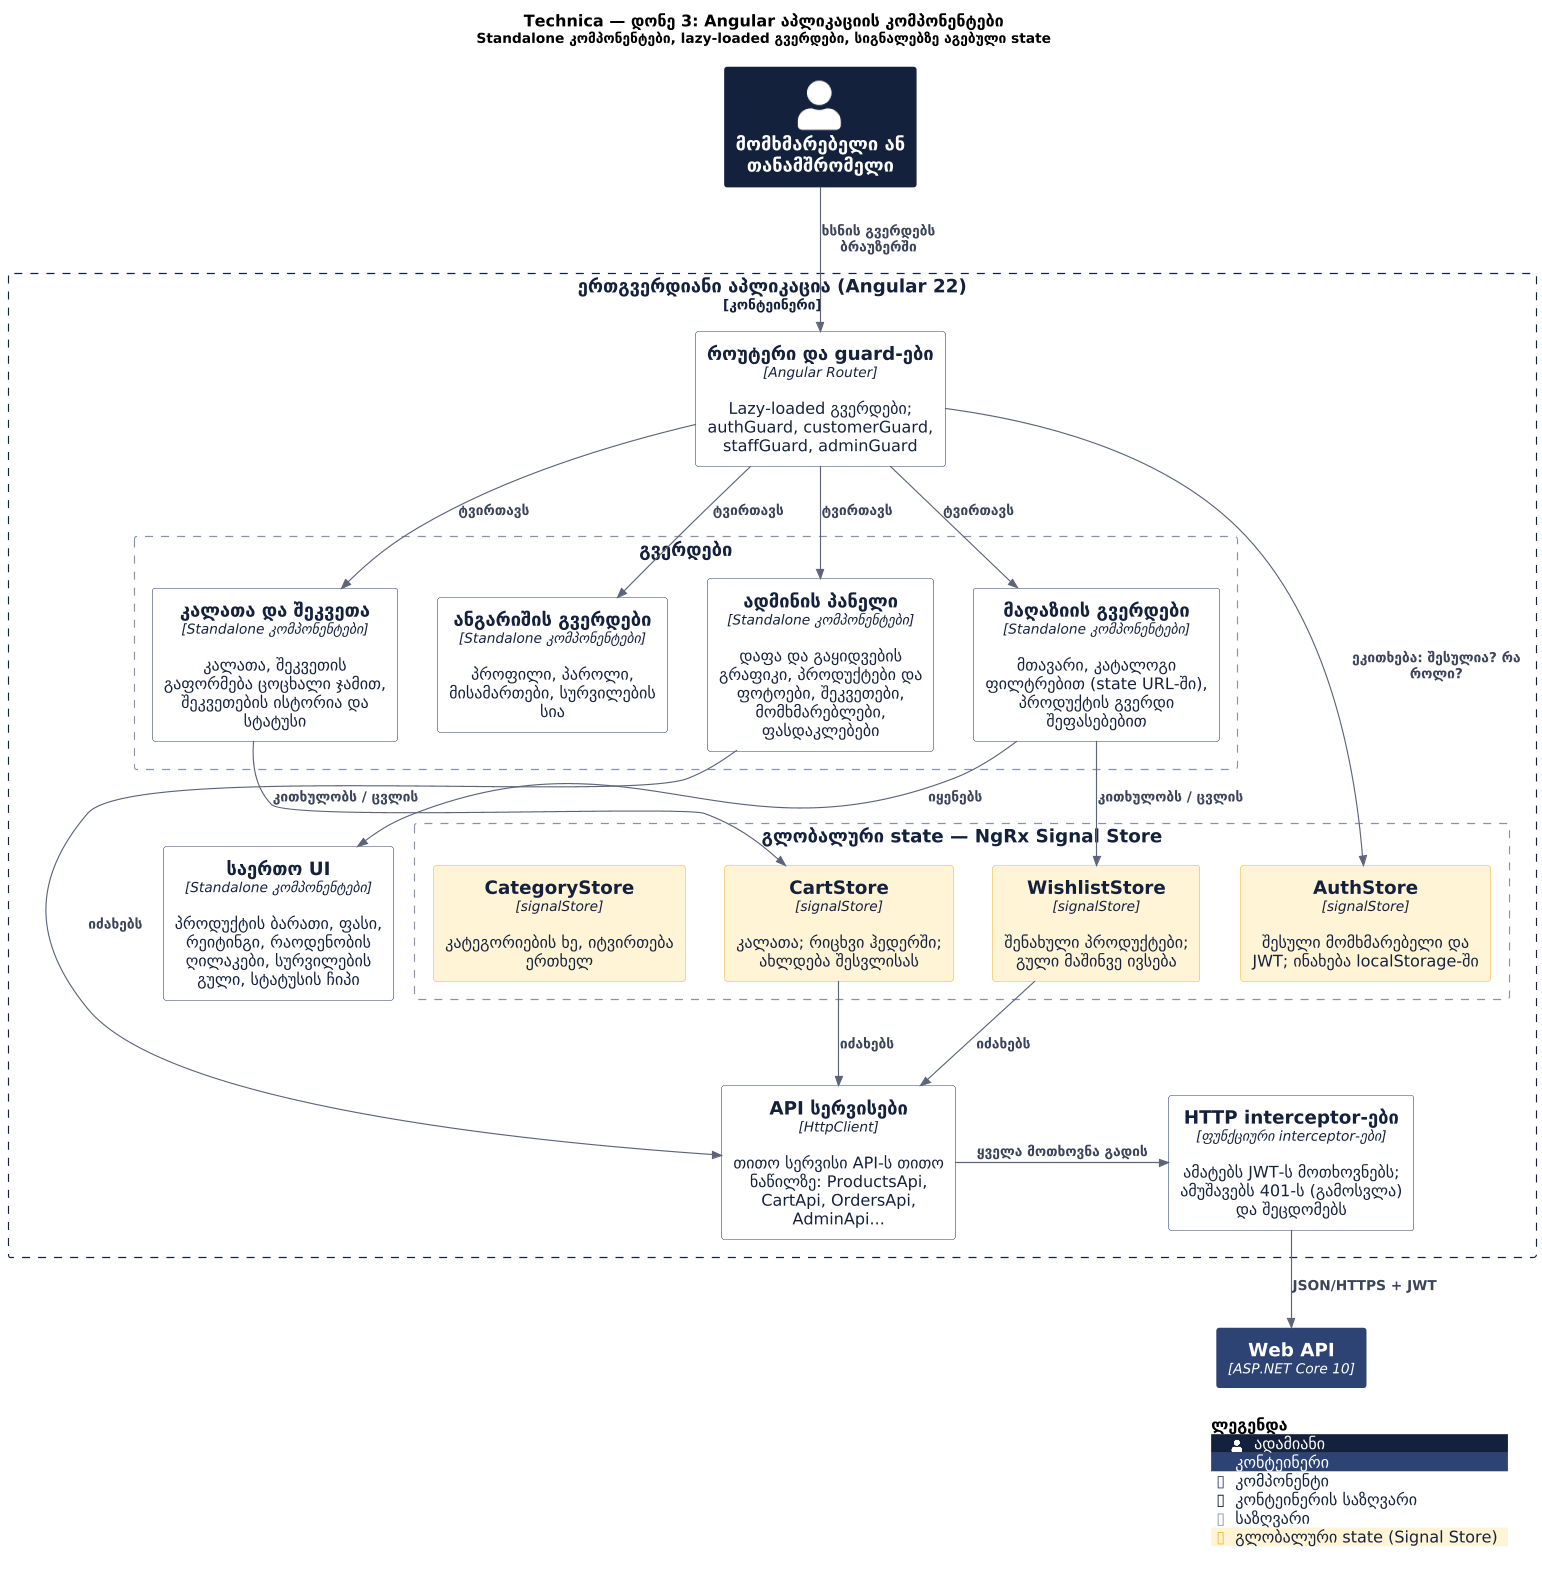 Technica — დონე 3: Angular აპლიკაციის კომპონენტები
Standalone კომპონენტები, lazy-loaded გვერდები, სიგნალებზე აგებული state
მომხმარებელი ან
თანამშრომელი
ხსნის გვერდებს
ბრაუზერში
ერთგვერდიანი აპლიკაცია (Angular 22)
[კონტეინერი]
როუტერი და guard-ები
[Angular Router]
Lazy-loaded გვერდები;
authGuard, customerGuard,
staffGuard, adminGuard
ტვირთავს
ტვირთავს
ტვირთავს
ტვირთავს
ეკითხება: შესულია? რა
როლი?
გვერდები
კალათა და შეკვეთა
[Standalone კომპონენტები]
კალათა, შეკვეთის
გაფორმება ცოცხალი ჯამით,
შეკვეთების ისტორია და
სტატუსი
ანგარიშის გვერდები
[Standalone კომპონენტები]
პროფილი, პაროლი,
მისამართები, სურვილების
სია
ადმინის პანელი
[Standalone კომპონენტები]
დაფა და გაყიდვების
გრაფიკი, პროდუქტები და
ფოტოები, შეკვეთები,
მომხმარებლები,
ფასდაკლებები
მაღაზიის გვერდები
[Standalone კომპონენტები]
მთავარი, კატალოგი
ფილტრებით (state URL-ში),
პროდუქტის გვერდი
შეფასებებით
კითხულობს / ცვლის
იყენებს
კითხულობს / ცვლის
იძახებს
საერთო UI
[Standalone კომპონენტები]
პროდუქტის ბარათი, ფასი,
რეიტინგი, რაოდენობის
ღილაკები, სურვილების
გული, სტატუსის ჩიპი
გლობალური state — NgRx Signal Store
CategoryStore
[signalStore]
კატეგორიების ხე, იტვირთება
ერთხელ
CartStore
[signalStore]
კალათა; რიცხვი ჰედერში;
ახლდება შესვლისას
WishlistStore
[signalStore]
შენახული პროდუქტები;
გული მაშინვე ივსება
AuthStore
[signalStore]
შესული მომხმარებელი და
JWT; ინახება localStorage-ში
იძახებს
იძახებს
API სერვისები
[HttpClient]
თითო სერვისი API-ს თითო
ნაწილზე: ProductsApi,
CartApi, OrdersApi,
AdminApi...
ყველა მოთხოვნა გადის
HTTP interceptor-ები
[ფუნქციური interceptor-ები]
ამატებს JWT-ს მოთხოვნებს;
ამუშავებს 401-ს (გამოსვლა)
და შეცდომებს
JSON/HTTPS + JWT
Web API
[ASP.NET Core 10]
ლეგენდა
ადამიანი
კონტეინერი
კომპონენტი
კონტეინერის საზღვარი
საზღვარი
გლობალური state (Signal Store)